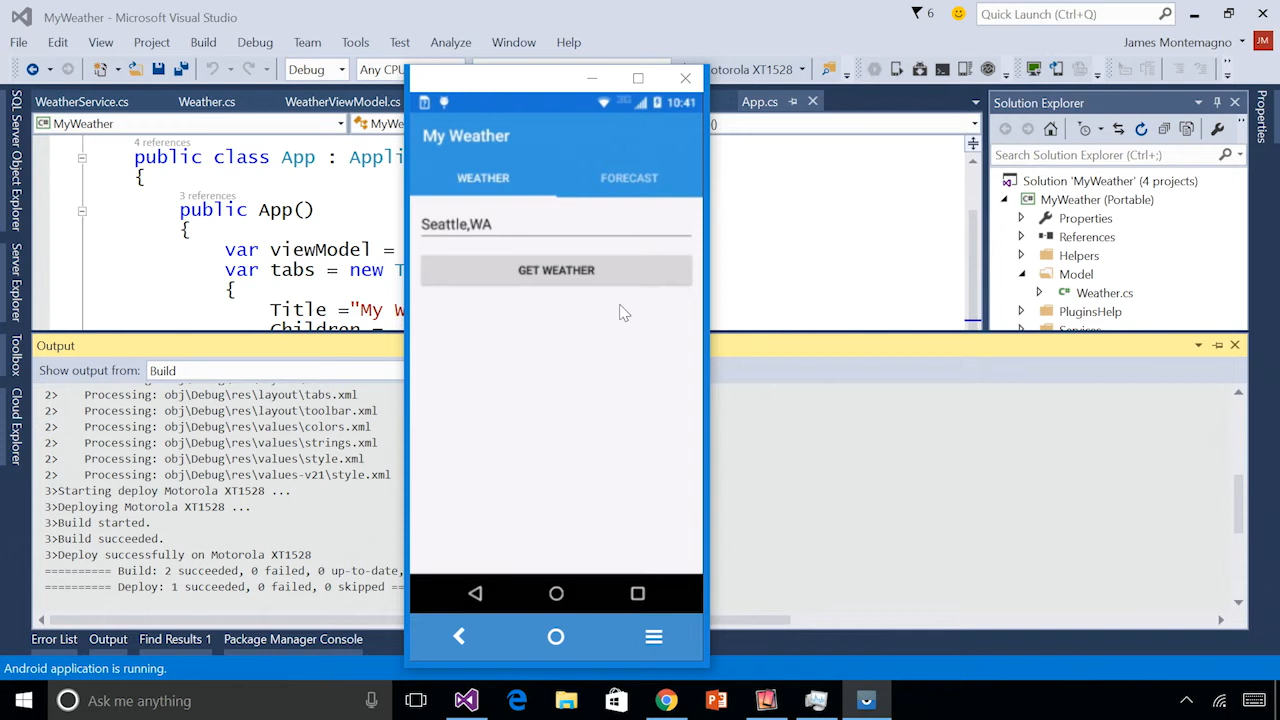 MyWeather - Microsoft Visual Studio
6
Quick Launch (Ctrl+Q)
File Edit View Project Build Debug Team Tools Test Analyze Window Help
James Montemagno JM
Debug Any CPU Motorola XT1528
WeatherService.cs Weather.cs WeatherViewModel.cs App.cs
MyWeather MyWe ()
4 references
public class App : Appli
{
3 references
public App()
{
var viewModel =
var tabs = new T
{
Title ="My W
Children =
SQL Server Object Explorer
Server Explorer
Toolbox
Cloud Explorer
10:41
My Weather
WEATHER FORECAST
Seattle,WA
GET WEATHER
Solution Explorer
Search Solution Explorer (Ctrl+;)
Solution 'MyWeather' (4 projects)
MyWeather (Portable)
Properties
References
Helpers
Model
Weather.cs
PluginsHelp
Services
Properties
Output
Show output from: Build
2> Processing: obj\Debug\res\layout\tabs.xml
2> Processing: obj\Debug\res\layout\toolbar.xml
2> Processing: obj\Debug\res\values\colors.xml
2> Processing: obj\Debug\res\values\strings.xml
2> Processing: obj\Debug\res\values\style.xml
2> Processing: obj\Debug\res\values-v21\style.xml
3>Starting deploy Motorola XT1528 ...
3>Deploying Motorola XT1528 ...
3>Build started.
3>Build succeeded.
3>Deploy successfully on Motorola XT1528
========== Build: 2 succeeded, 0 failed, 0 up-to-date,
========== Deploy: 1 succeeded, 0 failed, 0 skipped ==
Error List Output Find Results 1 Package Manager Console
Android application is running.
Ask me anything